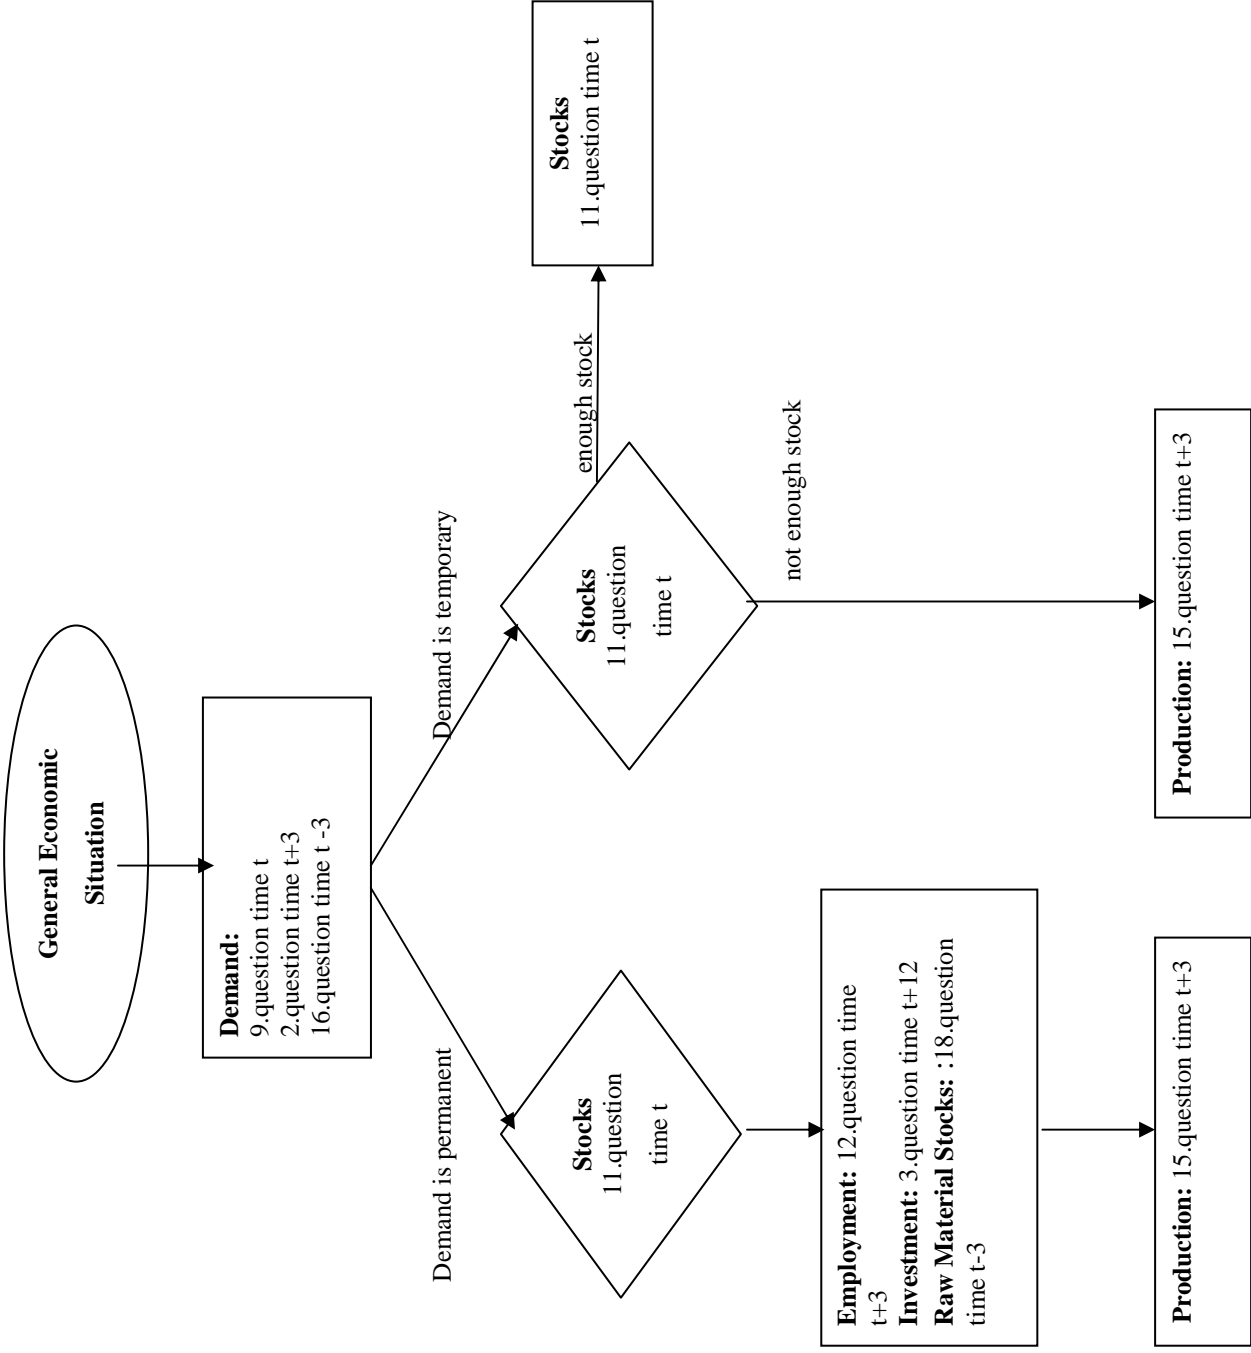 General Economic
Situation
Demand:
9.question time t
2.question time t+3
16.question time t -3
Demand is permanent
Demand is temporary
Stocks
11.question
time t
Stocks
11.question
time t
enough stock
Stocks
11.question time t
not enough stock
Employment: 12.question time
t+3
Investment: 3.question time t+12
Raw Material Stocks: :18.question
time t-3
Production: 15.question time t+3
Production: 15.question time t+3